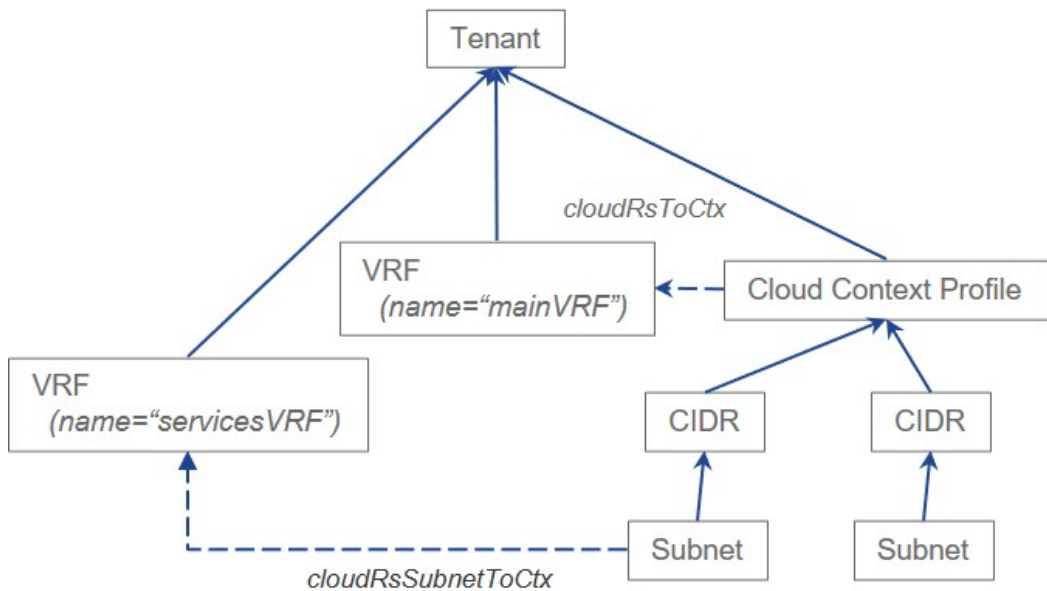 Tenant
cloudRsToCtx
VRF
(name=“mainVRF”)
Cloud Context Profile
VRF
(name=“servicesVRF”)
CIDR
CIDR
Subnet
Subnet
cloudRsSubnetToCtx